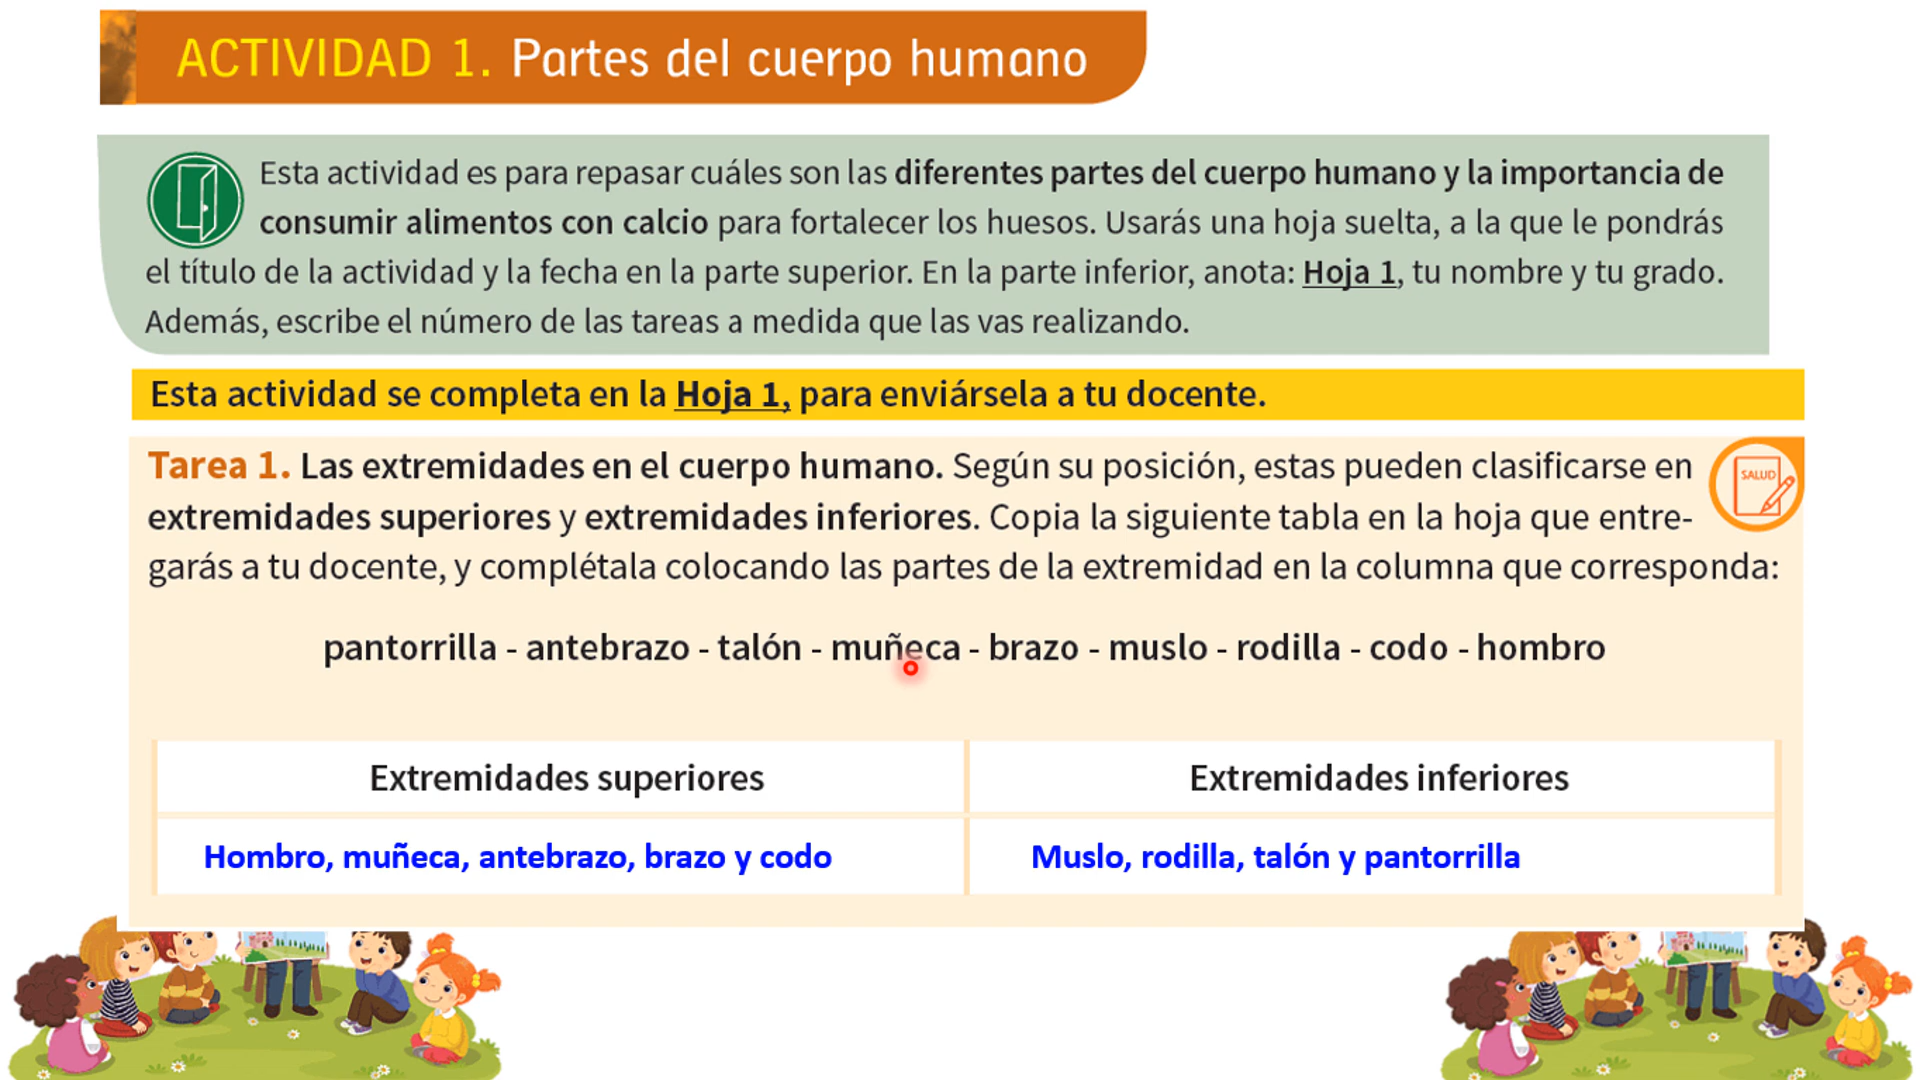 ACTIVIDAD 1. Partes del cuerpo humano
Esta actividad es para repasar cuáles son las diferentes partes del cuerpo humano y la importancia de
consumir alimentos con calcio para fortalecer los huesos. Usarás una hoja suelta, a la que le pondrás
el título de la actividad y la fecha en la parte superior. En la parte inferior, anota: Hoja 1, tu nombre y tu grado.
Además, escribe el número de las tareas a medida que las vas realizando.
Esta actividad se completa en la Hoja 1, para enviársela a tu docente.
Tarea 1. Las extremidades en el cuerpo humano. Según su posición, estas pueden clasificarse en
SALUD
extremidades superiores y extremidades inferiores. Copia la siguiente tabla en la hoja que entre-
garás a tu docente, y complétala colocando las partes de la extremidad en la columna que corresponda:
pantorrilla - antebrazo - talón - muñeca - brazo - muslo - rodilla - codo - hombro
Extremidades superiores
Extremidades inferiores
Hombro, muñeca, antebrazo, brazo y codo
Muslo, rodilla, talón y pantorrilla